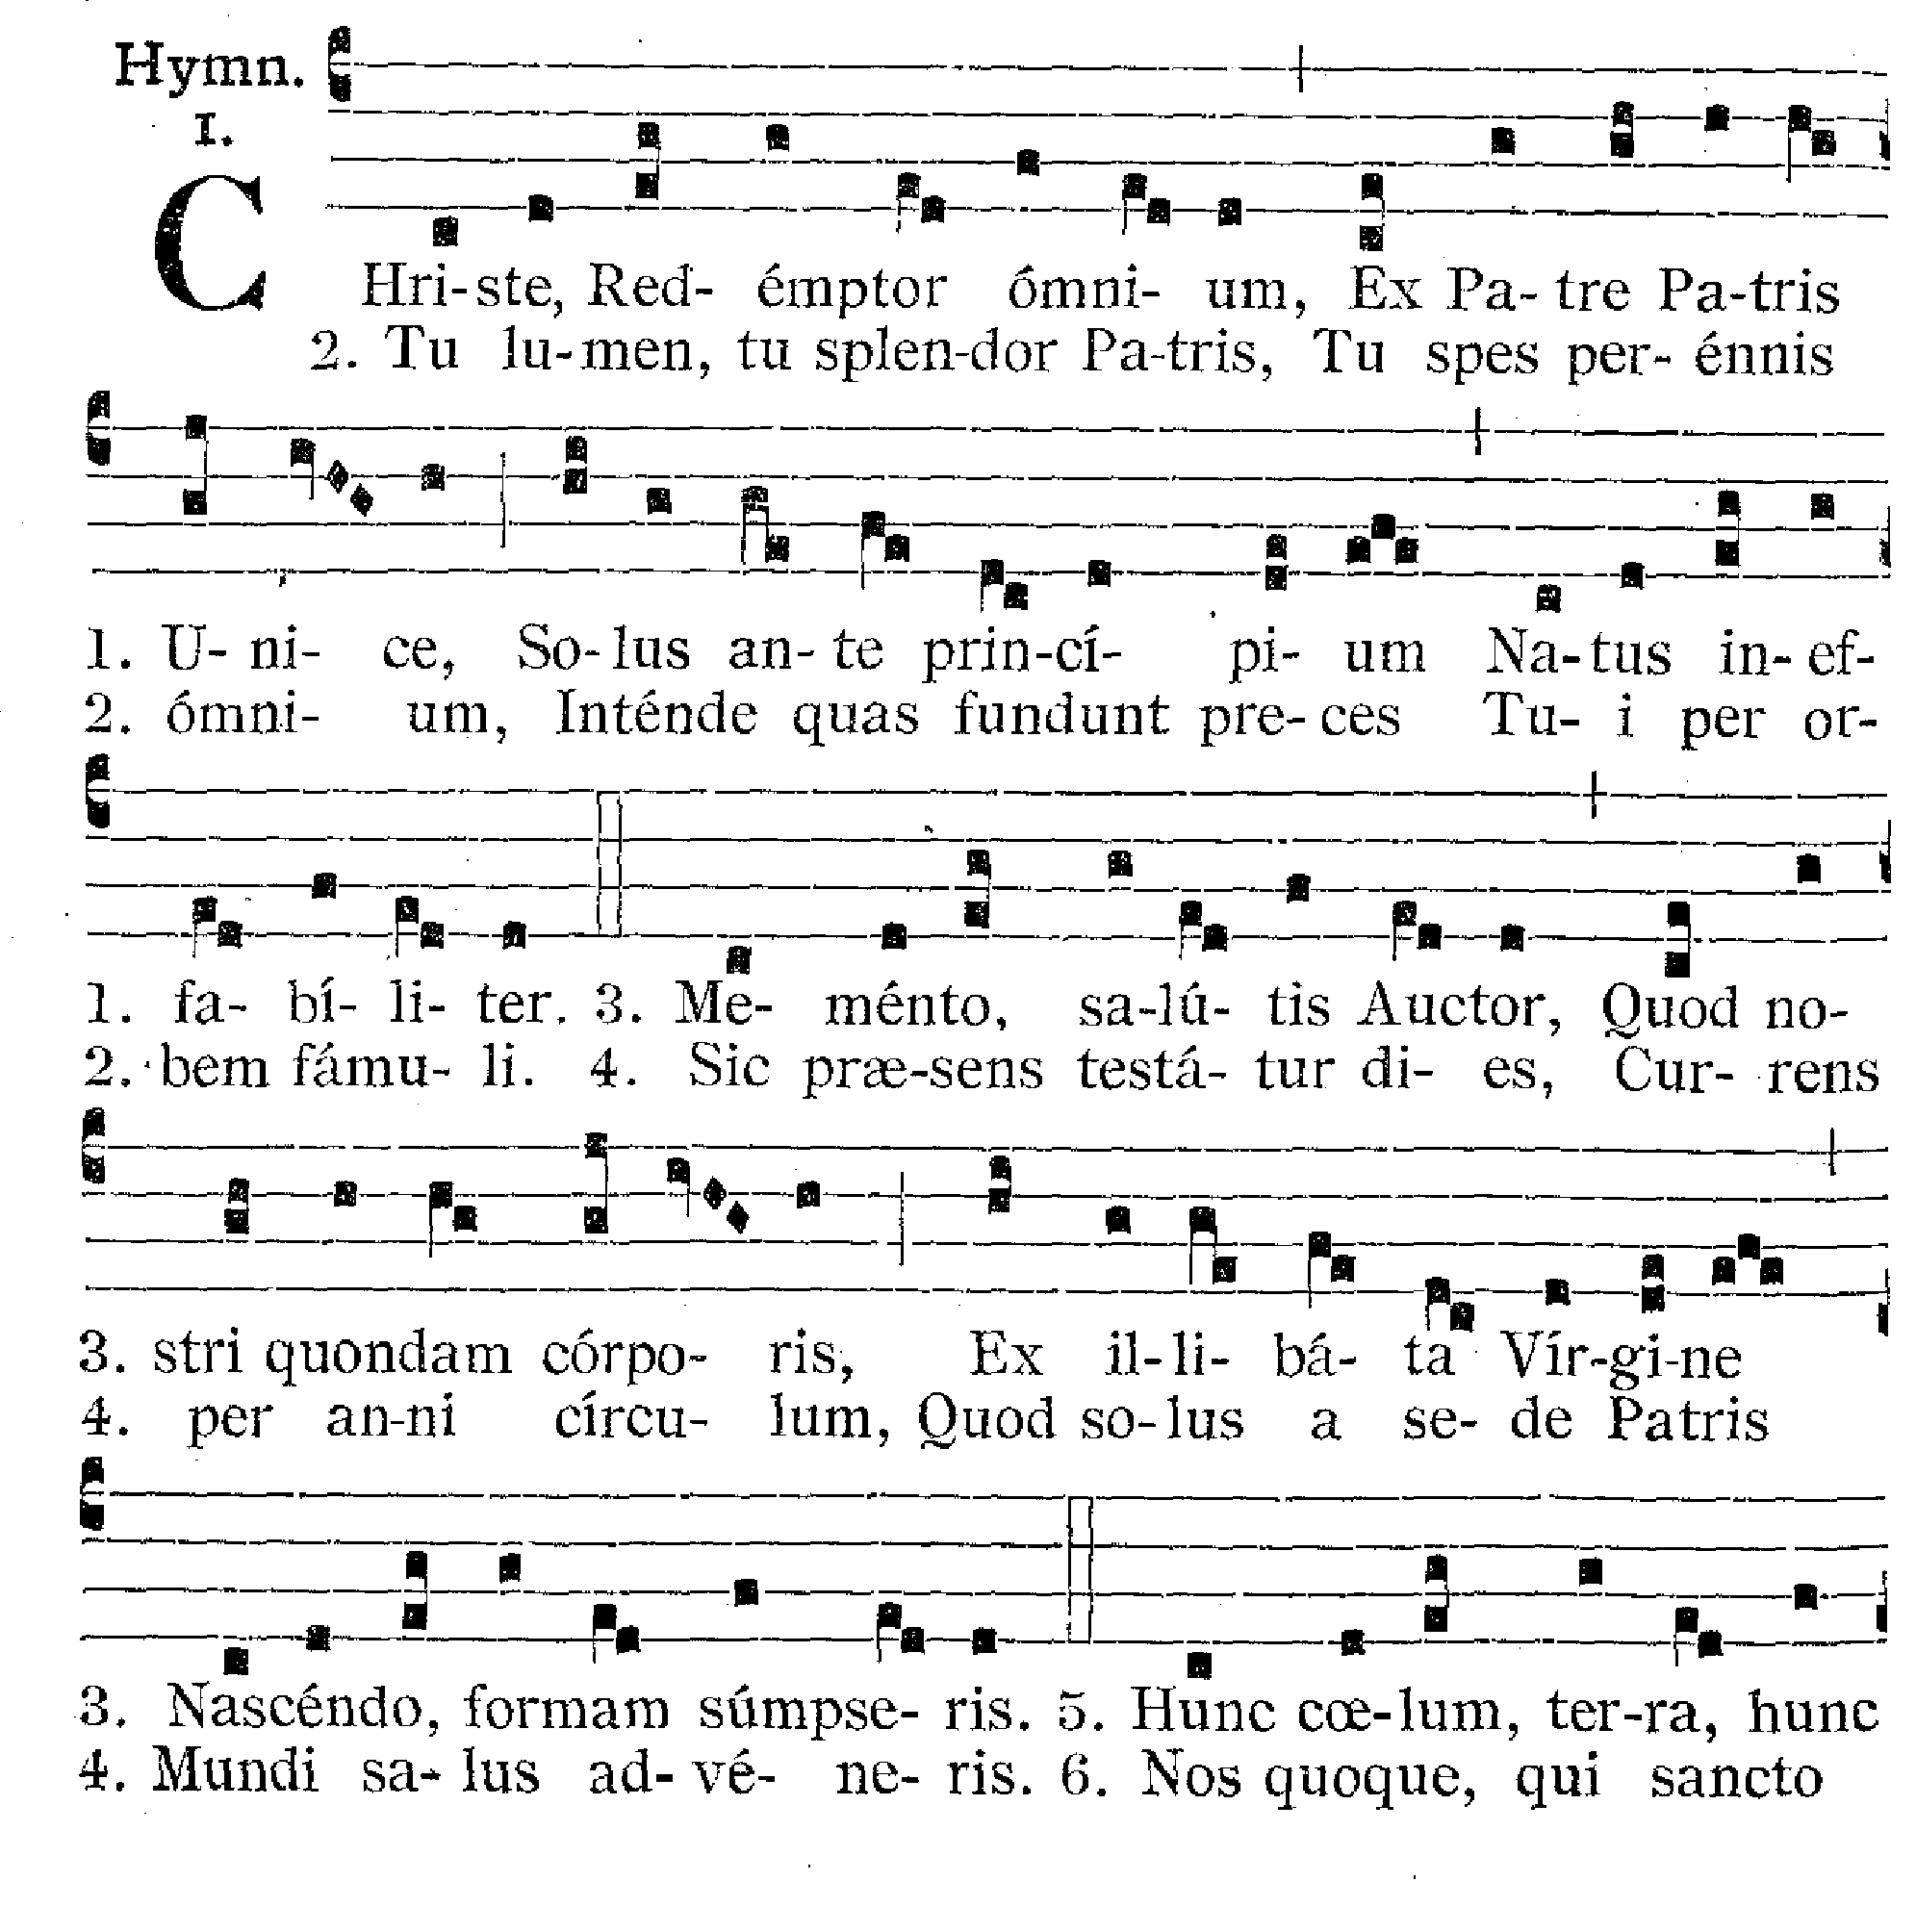 Hymn.
1.
CHri-ste, Red- émptor ómni- um, Ex Pa- tre Pa-tris
2. Tu lu-men, tu splen-dor Pa-tris, Tu spes per- énnis
1. U- ni- ce, So-lus an- te prin-cí- pi- um Na-tus in- ef-
2. ómni- um, Inténde quas fundunt pre- ces Tu- i per or-
1. fa- bí- li- ter. 3. Me- ménto, sa-lú- tis Auctor, Quod no-
2. bem fámu- li. 4. Sic præ-sens testá- tur di- es, Cur- rens
3. stri quondam córpo- ris, Ex il-li- bá- ta Vír-gi-ne
4. per an-ni círcu- lum, Quod so-lus a se- de Patris
3. Nascéndo, formam súmpse- ris. 5. Hunc cœ-lum, ter-ra, hunc
4. Mundi sa- lus ad- vé- ne- ris. 6. Nos quoque, qui sancto